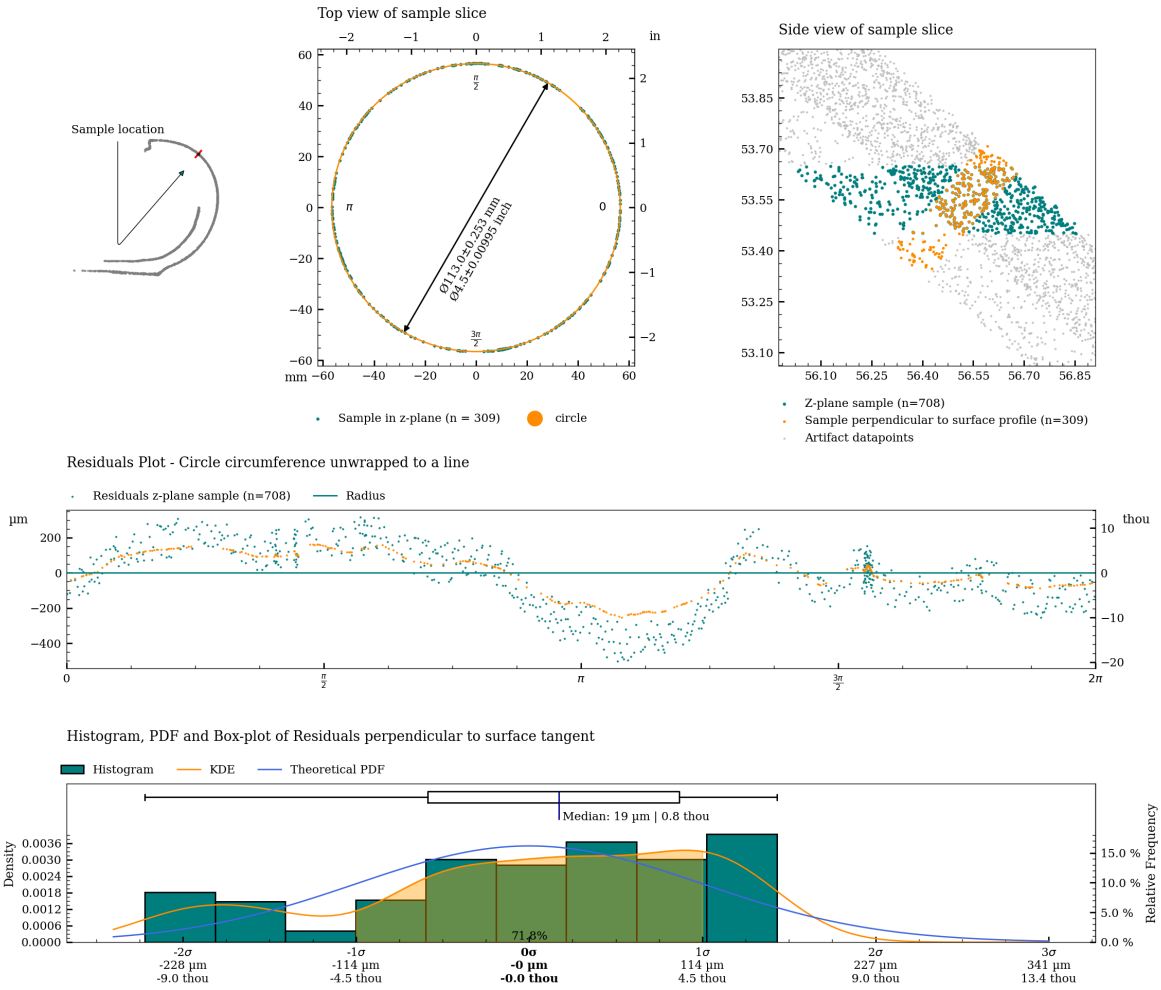 Top view of sample slice
−2 −1 0 1 2 in
Side view of sample slice
Sample location
60
40
20
0
−20
−40
−60
2
1
0
−1
−2
π/2
π
0
3π/2
Ø113.0±0.253 mm
Ø4.5±0.00995 inch
mm −60 −40 −20 0 20 40 60
Sample in z-plane (n = 309) circle
53.85
53.70
53.55
53.40
53.25
53.10
56.10 56.25 56.40 56.55 56.70 56.85
Z-plane sample (n=708)
Sample perpendicular to surface profile (n=309)
Artifact datapoints
Residuals Plot - Circle circumference unwrapped to a line
Residuals z-plane sample (n=708) Radius
µm thou
200
0
−200
−400
10
0
−10
−20
0 π/2 π 3π/2 2π
Histogram, PDF and Box-plot of Residuals perpendicular to surface tangent
Histogram KDE Theoretical PDF
Median: 19 µm | 0.8 thou
Density
0.0036
0.0030
0.0024
0.0018
0.0012
0.0006
0.0000
Relative Frequency
15.0 %
10.0 %
5.0 %
0.0 %
71.8%
-2σ -1σ 0σ 1σ 2σ 3σ
-228 µm -114 µm -0 µm 114 µm 227 µm 341 µm
-9.0 thou -4.5 thou -0.0 thou 4.5 thou 9.0 thou 13.4 thou